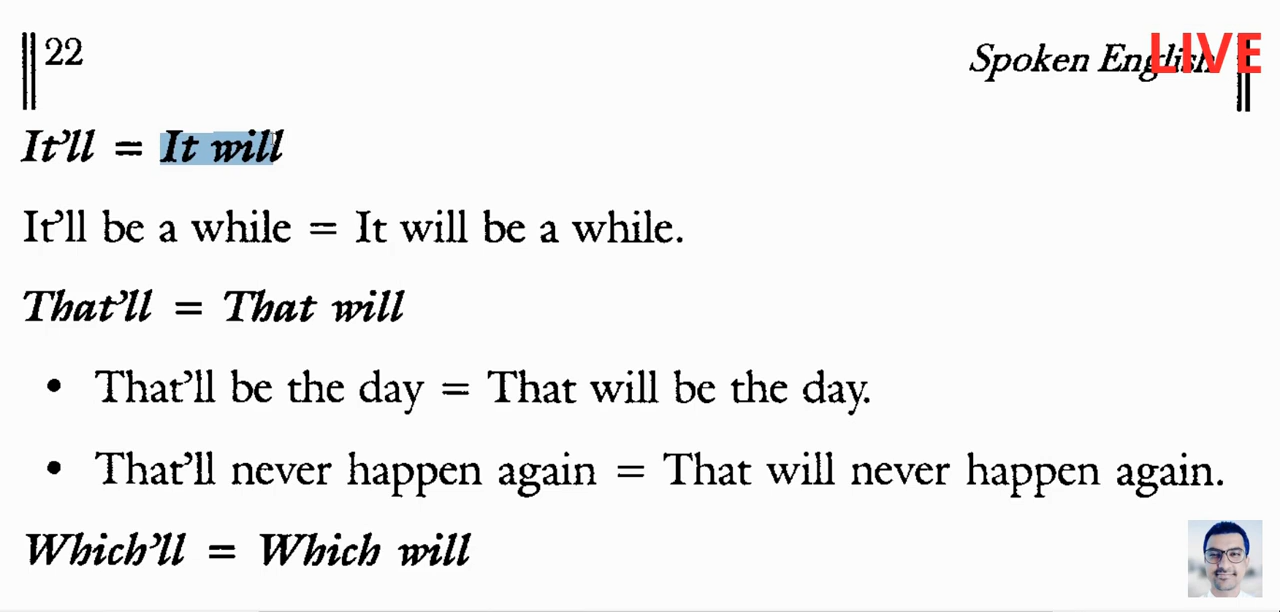 22
Spoken English
LIVE
It’ll = It will
It’ll be a while = It will be a while.
That’ll = That will
• That’ll be the day = That will be the day.
• That’ll never happen again = That will never happen again.
Which’ll = Which will